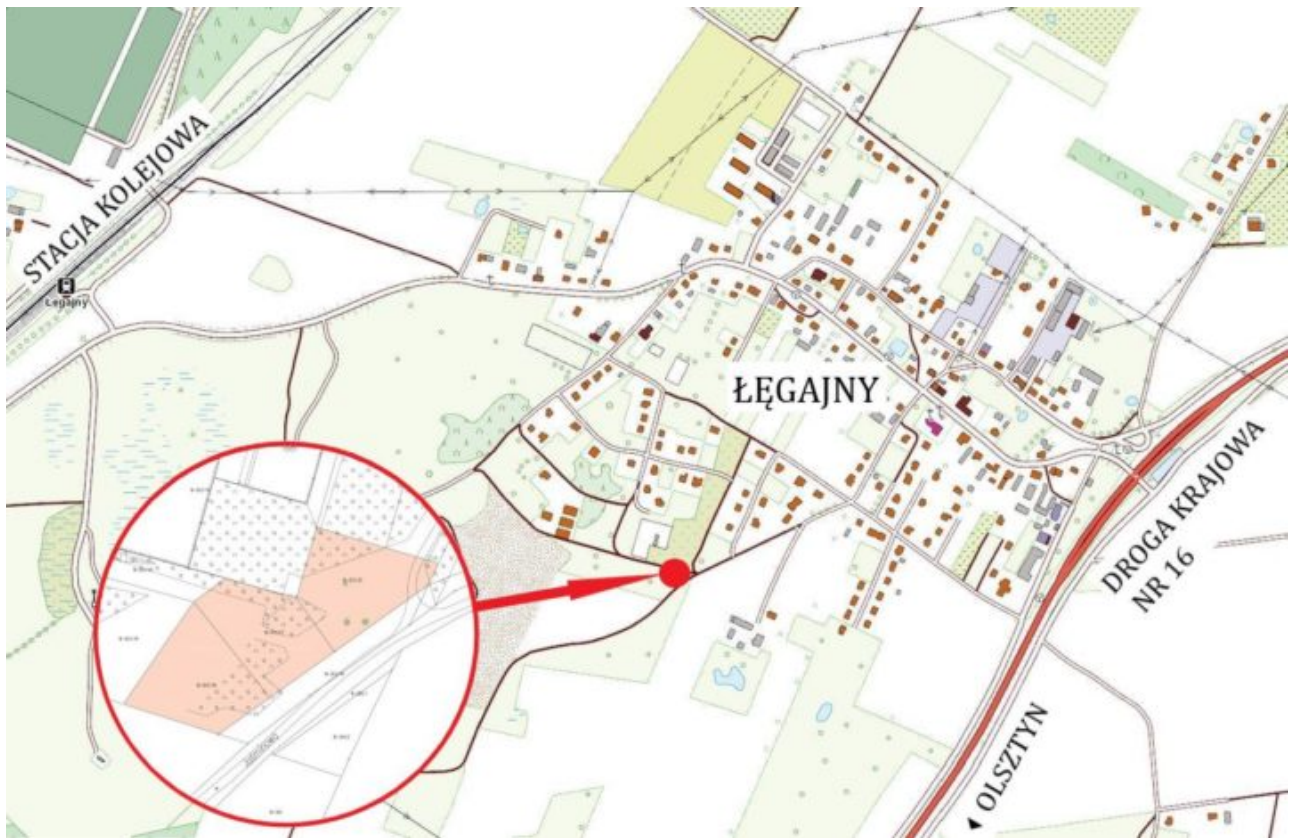 STACJA KOLEJOWA
Łęgajny
ŁĘGAJNY
DROGA KRAJOWA
NR 16
OLSZTYN